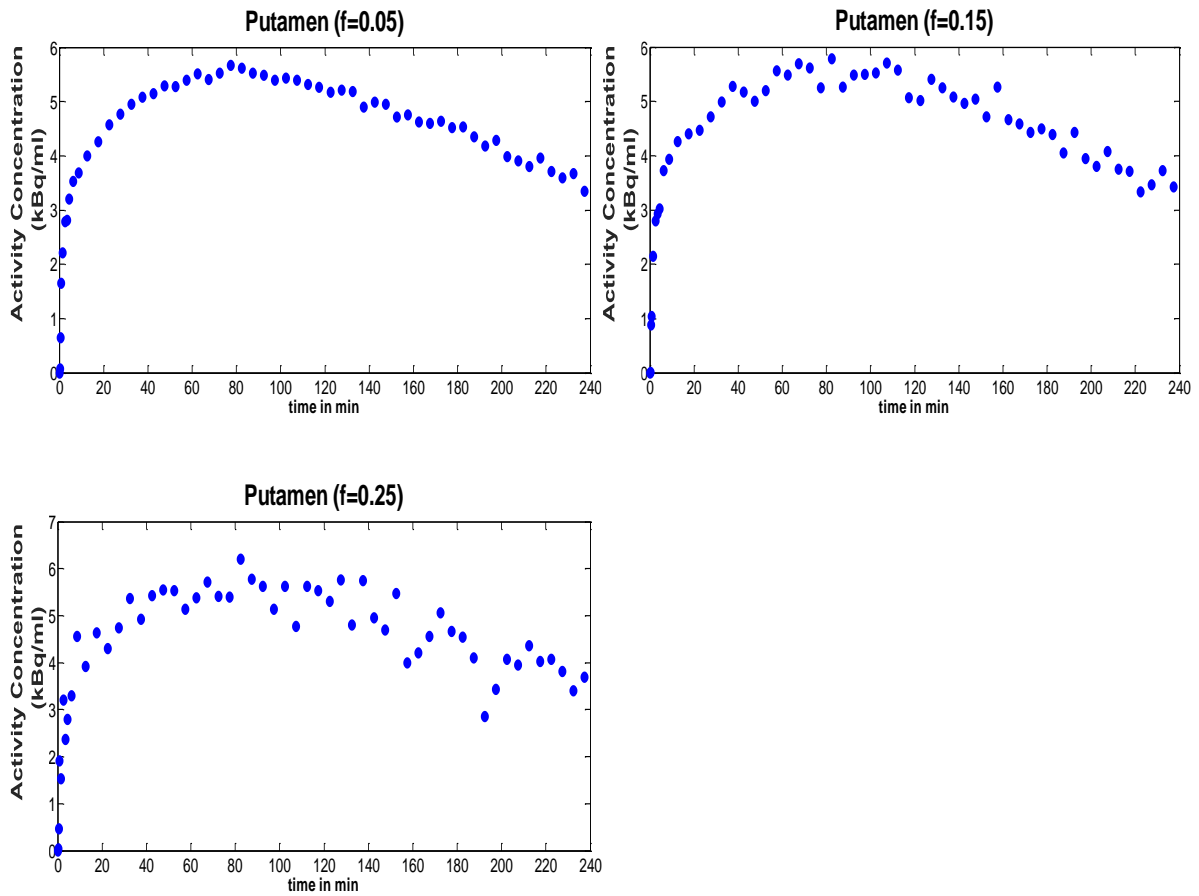 Putamen (f=0.05)
Activity Concentration
(kBq/ml)
6
5
4
3
2
1
0
0 20 40 60 80 100 120 140 160 180 200 220 240
time in min
Putamen (f=0.15)
Activity Concentration
(kBq/ml)
6
5
4
3
2
1
0
0 20 40 60 80 100 120 140 160 180 200 220 240
time in min
Putamen (f=0.25)
Activity Concentration
(kBq/ml)
7
6
5
4
3
2
1
0
0 20 40 60 80 100 120 140 160 180 200 220 240
time in min